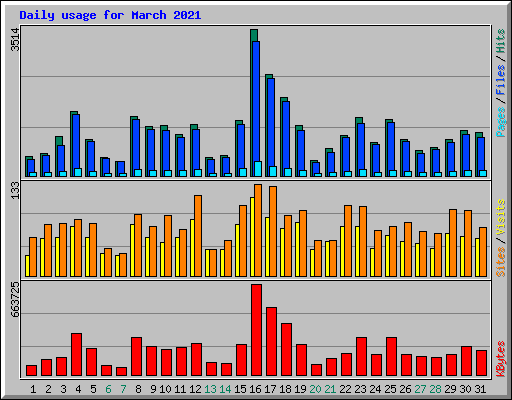 Daily usage for March 2021
3514
Pages / Files / Hits
133
Sites / Visits
663725
KBytes
1 2 3 4 5 6 7 8 9 10 11 12 13 14 15 16 17 18 19 20 21 22 23 24 25 26 27 28 29 30 31